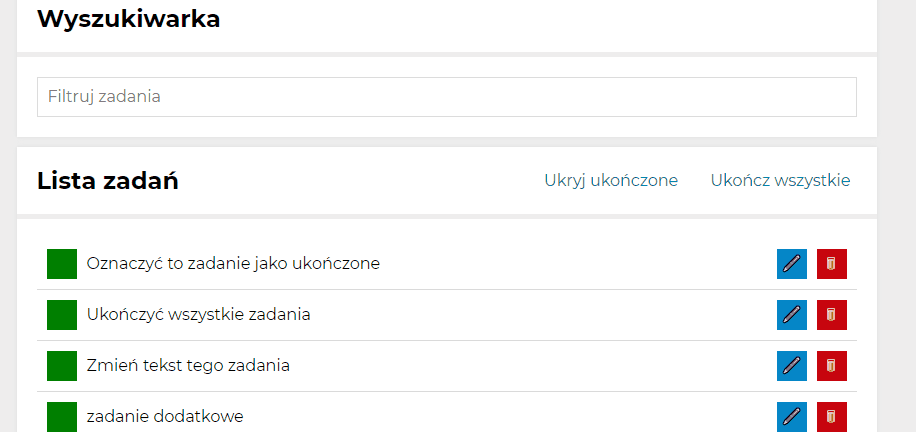 Wyszukiwarka
Filtruj zadania
Lista zadań
Ukryj ukończone
Ukończ wszystkie
Oznaczyć to zadanie jako ukończone
Ukończyć wszystkie zadania
Zmień tekst tego zadania
zadanie dodatkowe